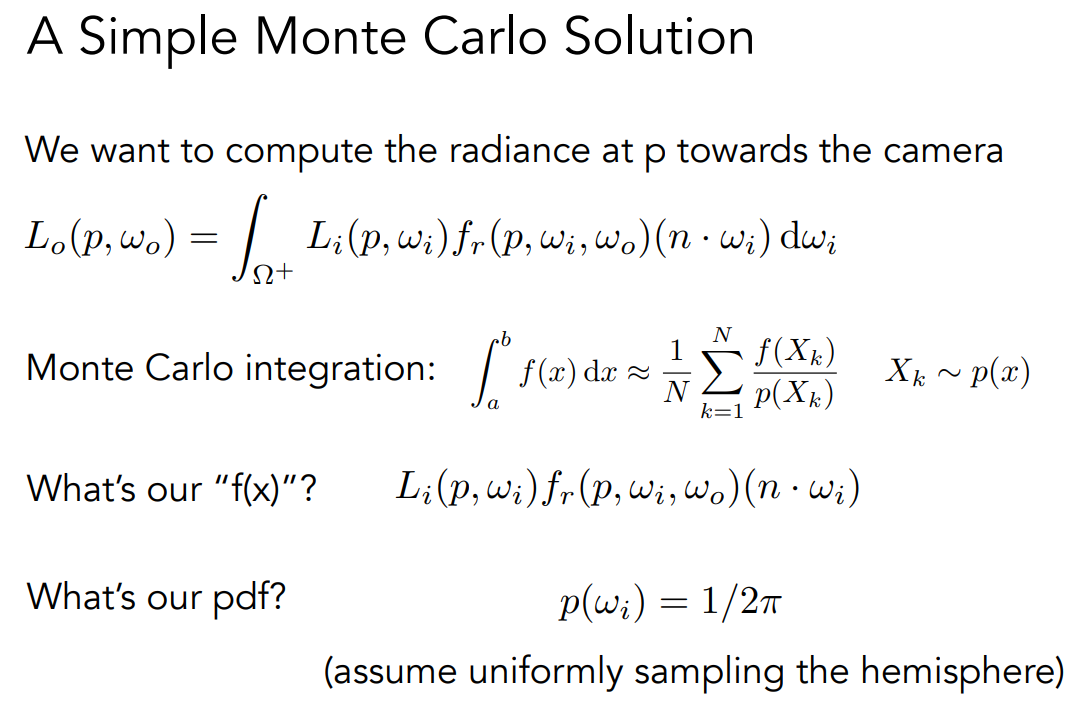 A Simple Monte Carlo Solution
We want to compute the radiance at p towards the camera
$L_o(p, \omega_o) = \int_{\Omega^+} L_i(p, \omega_i) f_r(p, \omega_i, \omega_o)(n \cdot \omega_i) \, \mathrm{d}\omega_i$
Monte Carlo integration: $\int_a^b f(x) \, \mathrm{d}x \approx \frac{1}{N} \sum_{k=1}^{N} \frac{f(X_k)}{p(X_k)}$ $X_k \sim p(x)$
What's our "f(x)"? $L_i(p, \omega_i) f_r(p, \omega_i, \omega_o)(n \cdot \omega_i)$
What's our pdf? $p(\omega_i) = 1/2\pi$
(assume uniformly sampling the hemisphere)